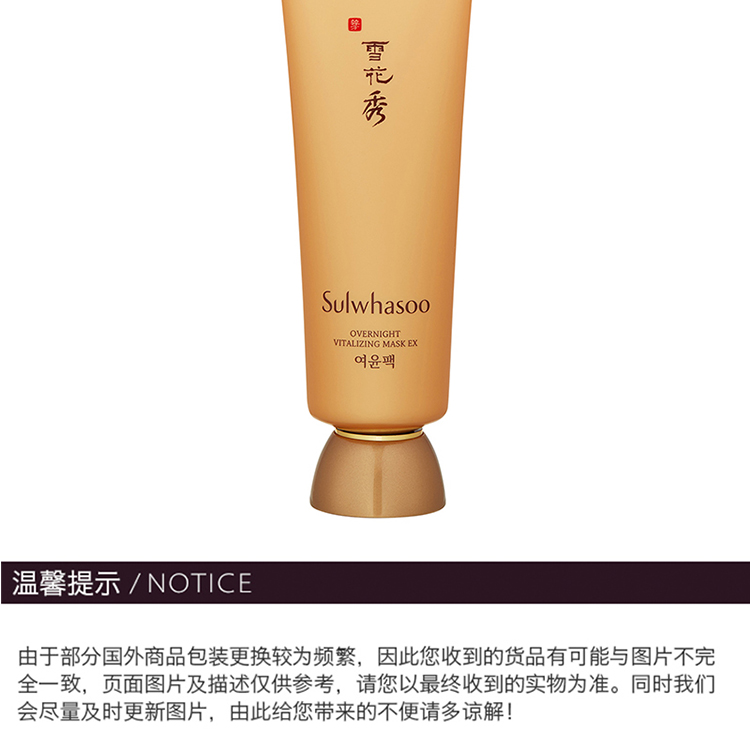 雪
花
秀
Sulwhasoo
OVERNIGHT
VITALIZING MASK EX
여윤팩
温馨提示 / NOTICE
由于部分国外商品包装更换较为频繁，因此您收到的货品有可能与图片不完
全一致，页面图片及描述仅供参考，请您以最终收到的实物为准。同时我们
会尽量及时更新图片，由此给您带来的不便请多谅解！